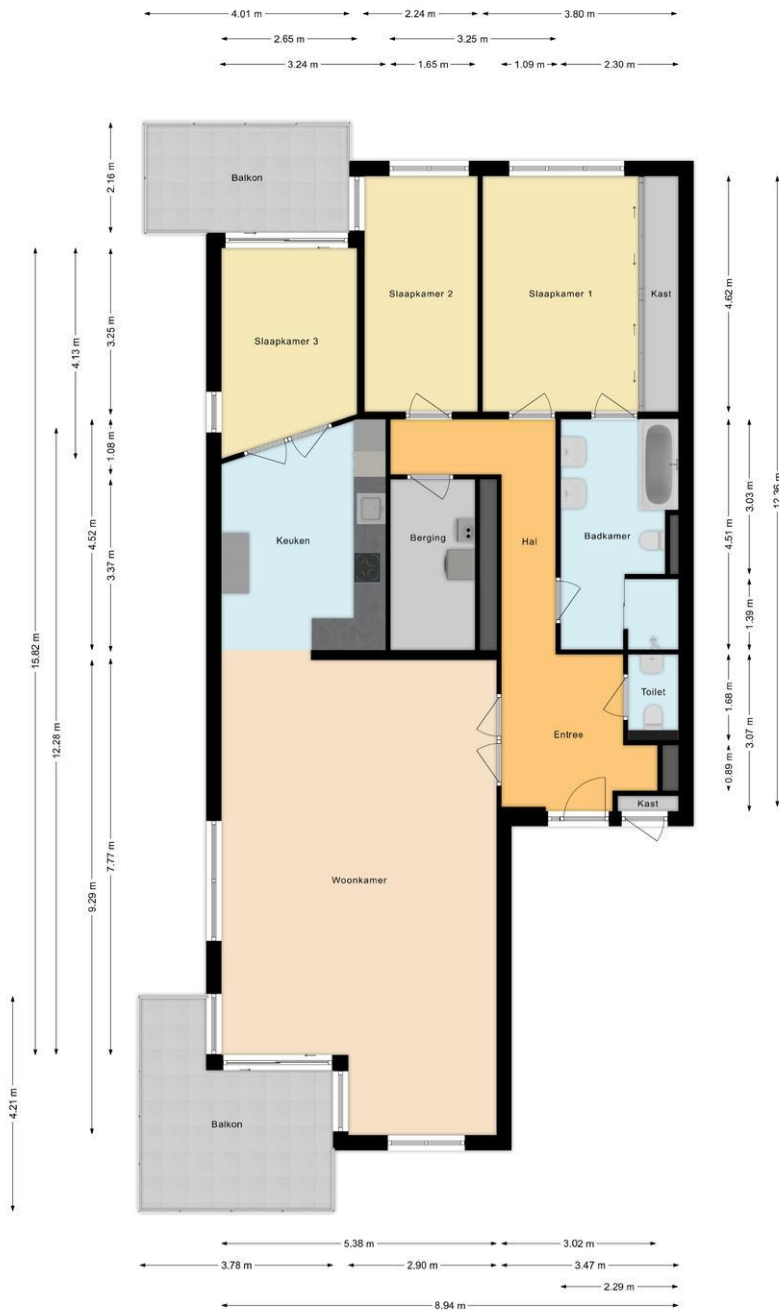 4.01 m
2.24 m
3.80 m
2.65 m
3.25 m
3.24 m
1.65 m
1.09 m
2.30 m
2.16 m
Balkon
Slaapkamer 2
Slaapkamer 1
Kast
Slaapkamer 3
4.62 m
3.25 m
4.13 m
1.08 m
12.36 m
3.03 m
4.51 m
4.52 m
3.37 m
Keuken
Berging
Hal
Badkamer
1.39 m
15.82 m
12.28 m
Toilet
1.68 m
3.07 m
Entree
0.89 m
Kast
7.77 m
9.29 m
Woonkamer
4.21 m
Balkon
5.38 m
3.02 m
3.78 m
2.90 m
3.47 m
2.29 m
8.94 m